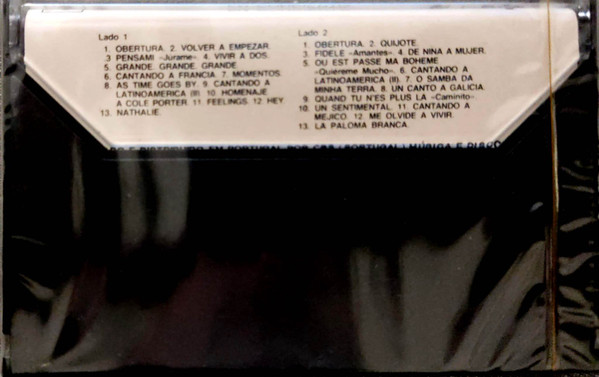 Lado 1
1. OBERTURA. 2. VOLVER A EMPEZAR.
3 PENSAMI -Jurame- 4. VIVIR A DOS.
5. GRANDE. GRANDE. GRANDE.
6. CANTANDO A FRANCIA. 7. MOMENTOS.
8. AS TIME GOES BY. 9. CANTANDO A
LATINOAMERICA (II). 10. HOMENAJE
A COLE PORTER. 11. FEELINGS. 12 HEY
13. NATHALIE.
Lado 2
1. OBERTURA. 2. QUIJOTE.
3. FIDELE -Amantes-. 4. DE NINA A MUJER.
5. OU EST PASSE MA BOHEME
-Quiereme Mucho-. 6. CANTANDO A
LATINOAMERICA (II). 7. O SAMBA DA
MINHA TERRA. 8. UN CANTO A GALICIA.
9. QUAND TU N'ES PLUS LA -Caminito-
10. UN SENTIMENTAL. 11. CANTANDO A
MEJICO. 12. ME OLVIDE A VIVIR.
13. LA PALOMA BRANCA.